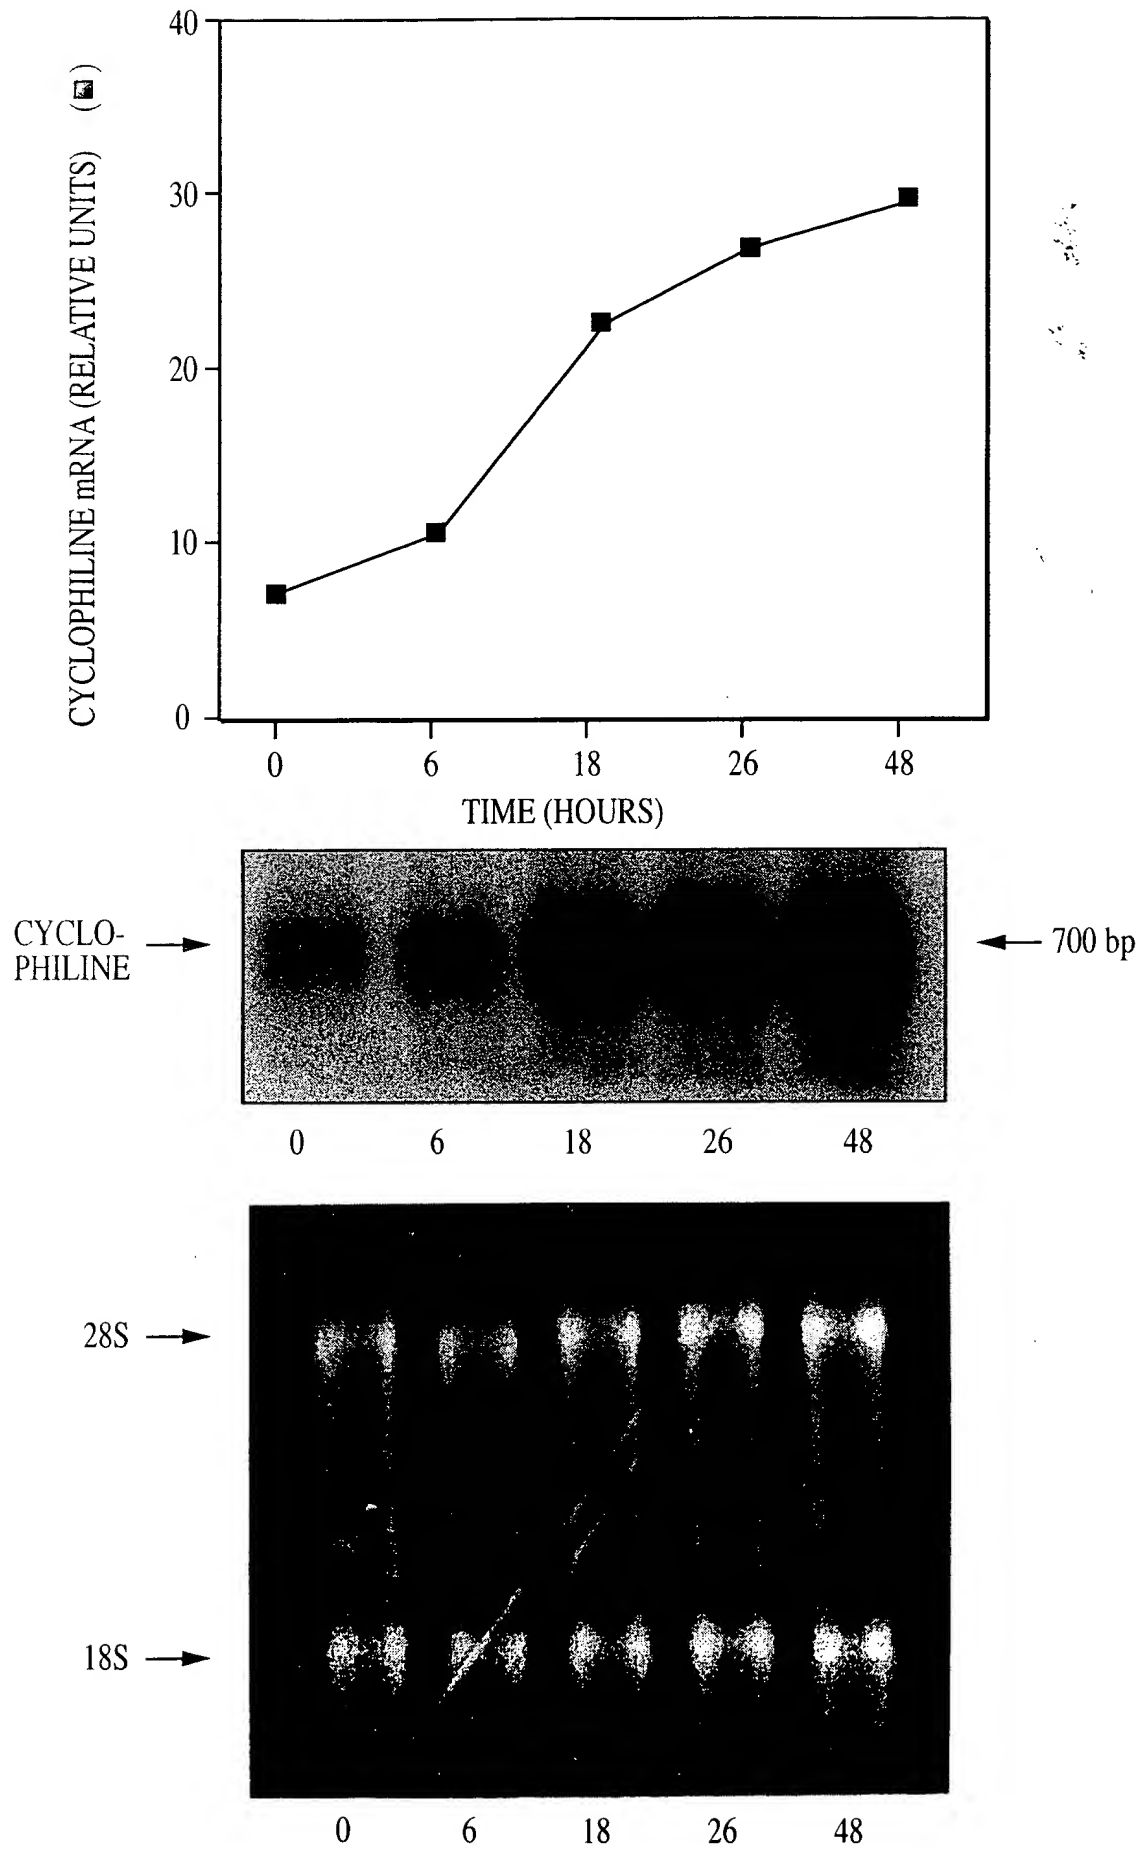 CYCLOPHILINE mRNA (RELATIVE UNITS) ( )
40
30
20
10
0
0 6 18 26 48
TIME (HOURS)
CYCLO-
PHILINE
700 bp
0 6 18 26 48
28S
18S
0 6 18 26 48